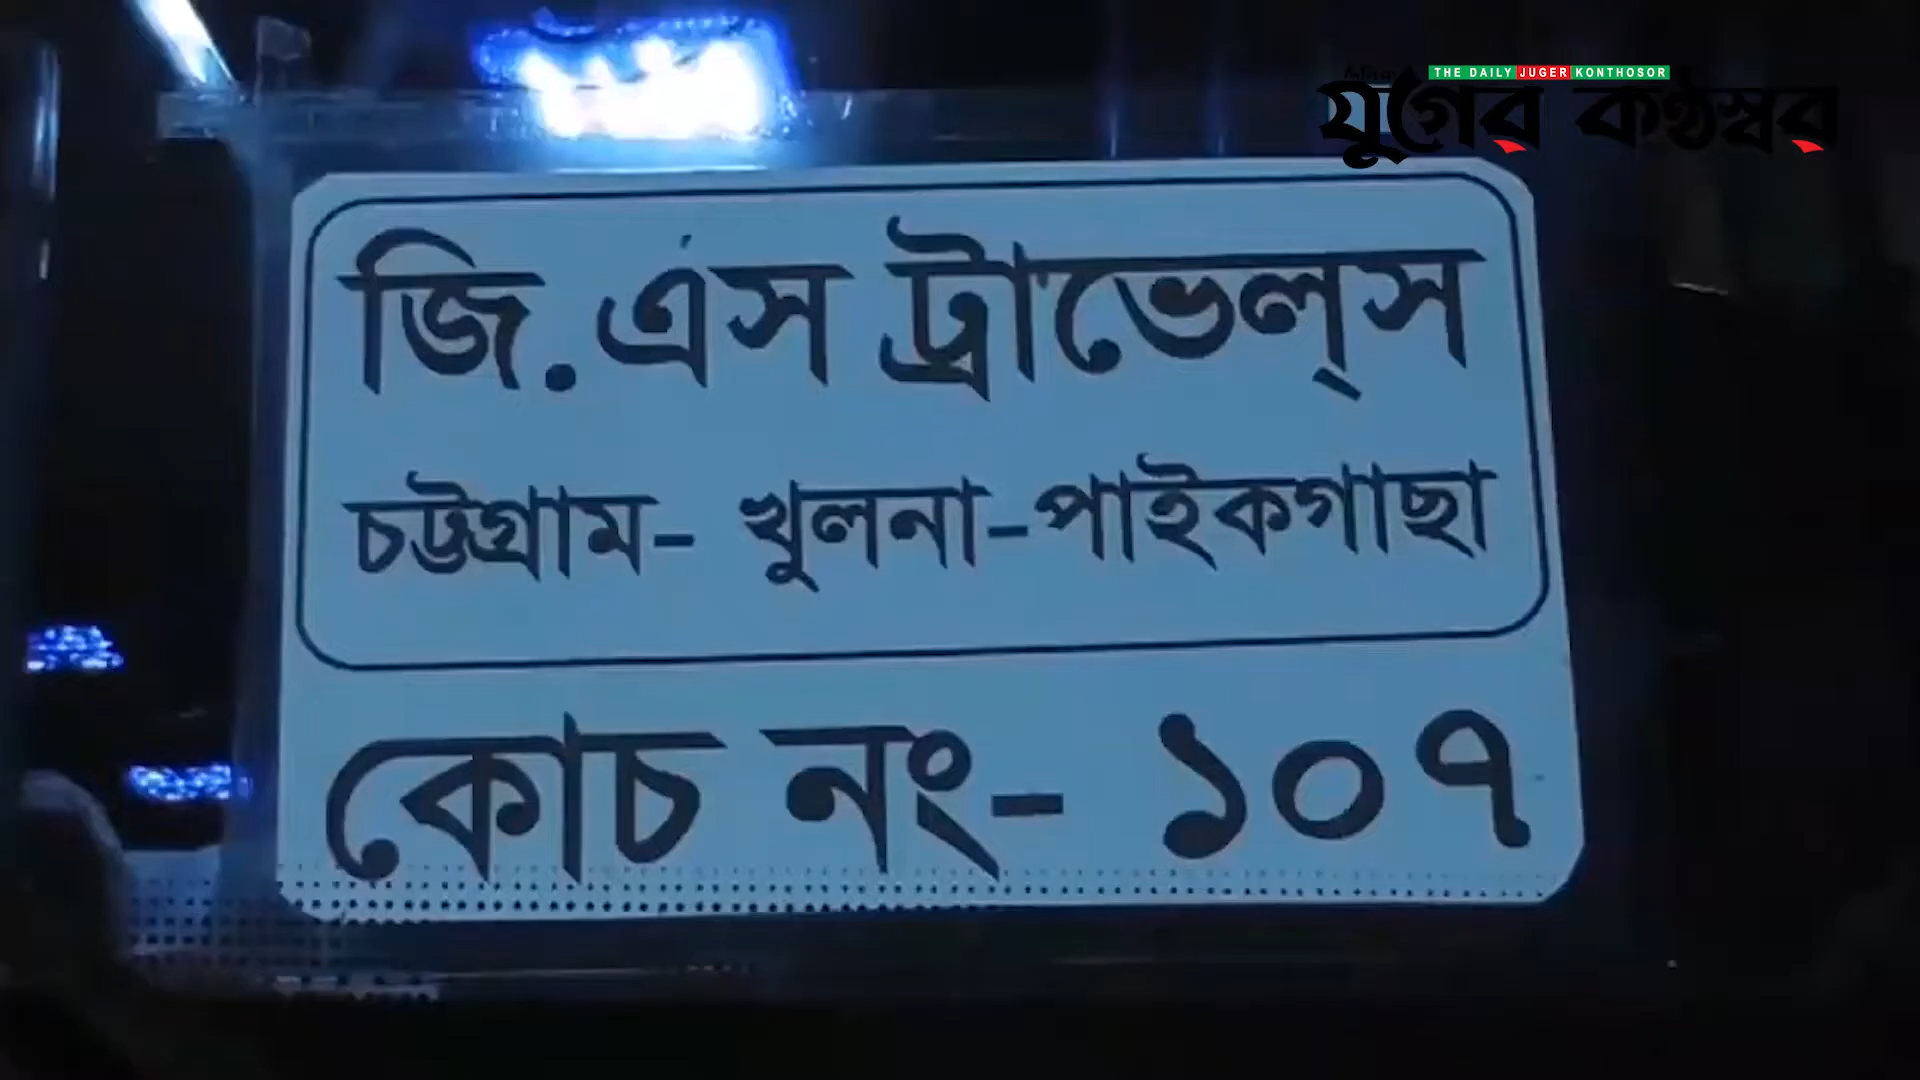 THE DAILY JUGER KONTHOSOR
যুগের কণ্ঠস্বর
জি.এস ট্রাভেল্‌স
চট্টগ্রাম- খুলনা-পাইকগাছা
কোচ নং- ১০৭